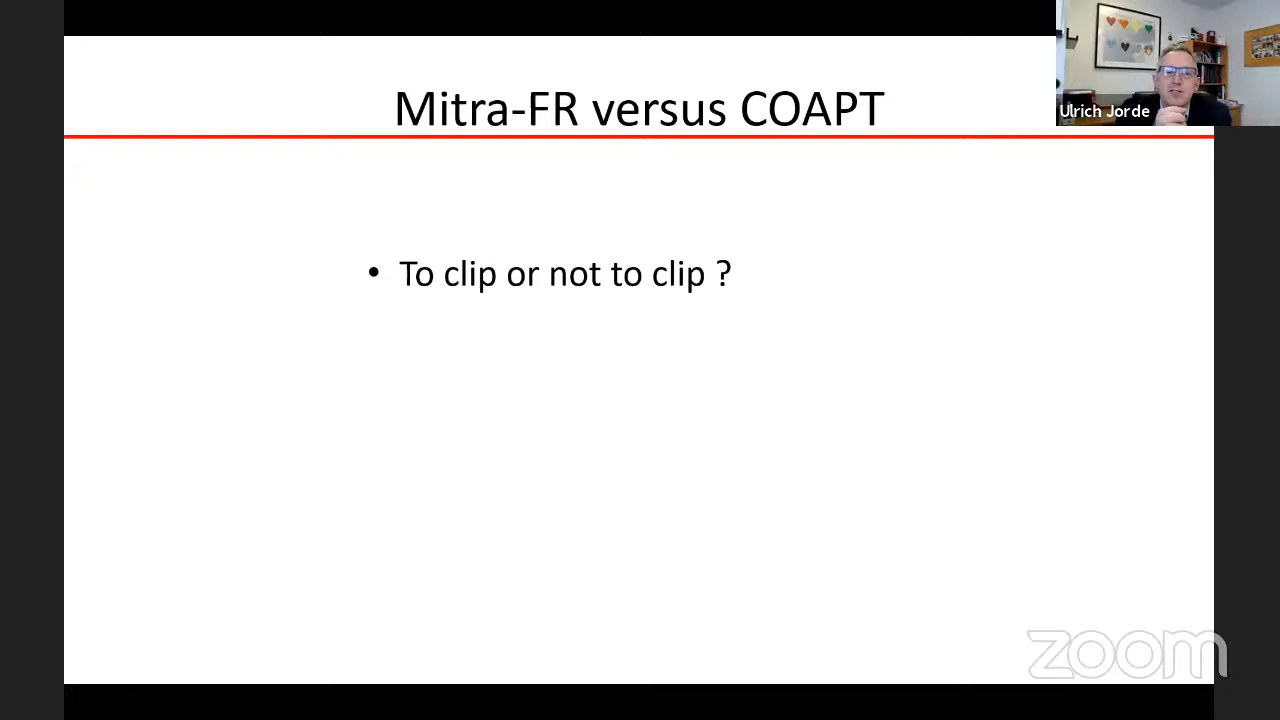 Mitra-FR versus COAPT
Ulrich Jorde
• To clip or not to clip ?
zoom